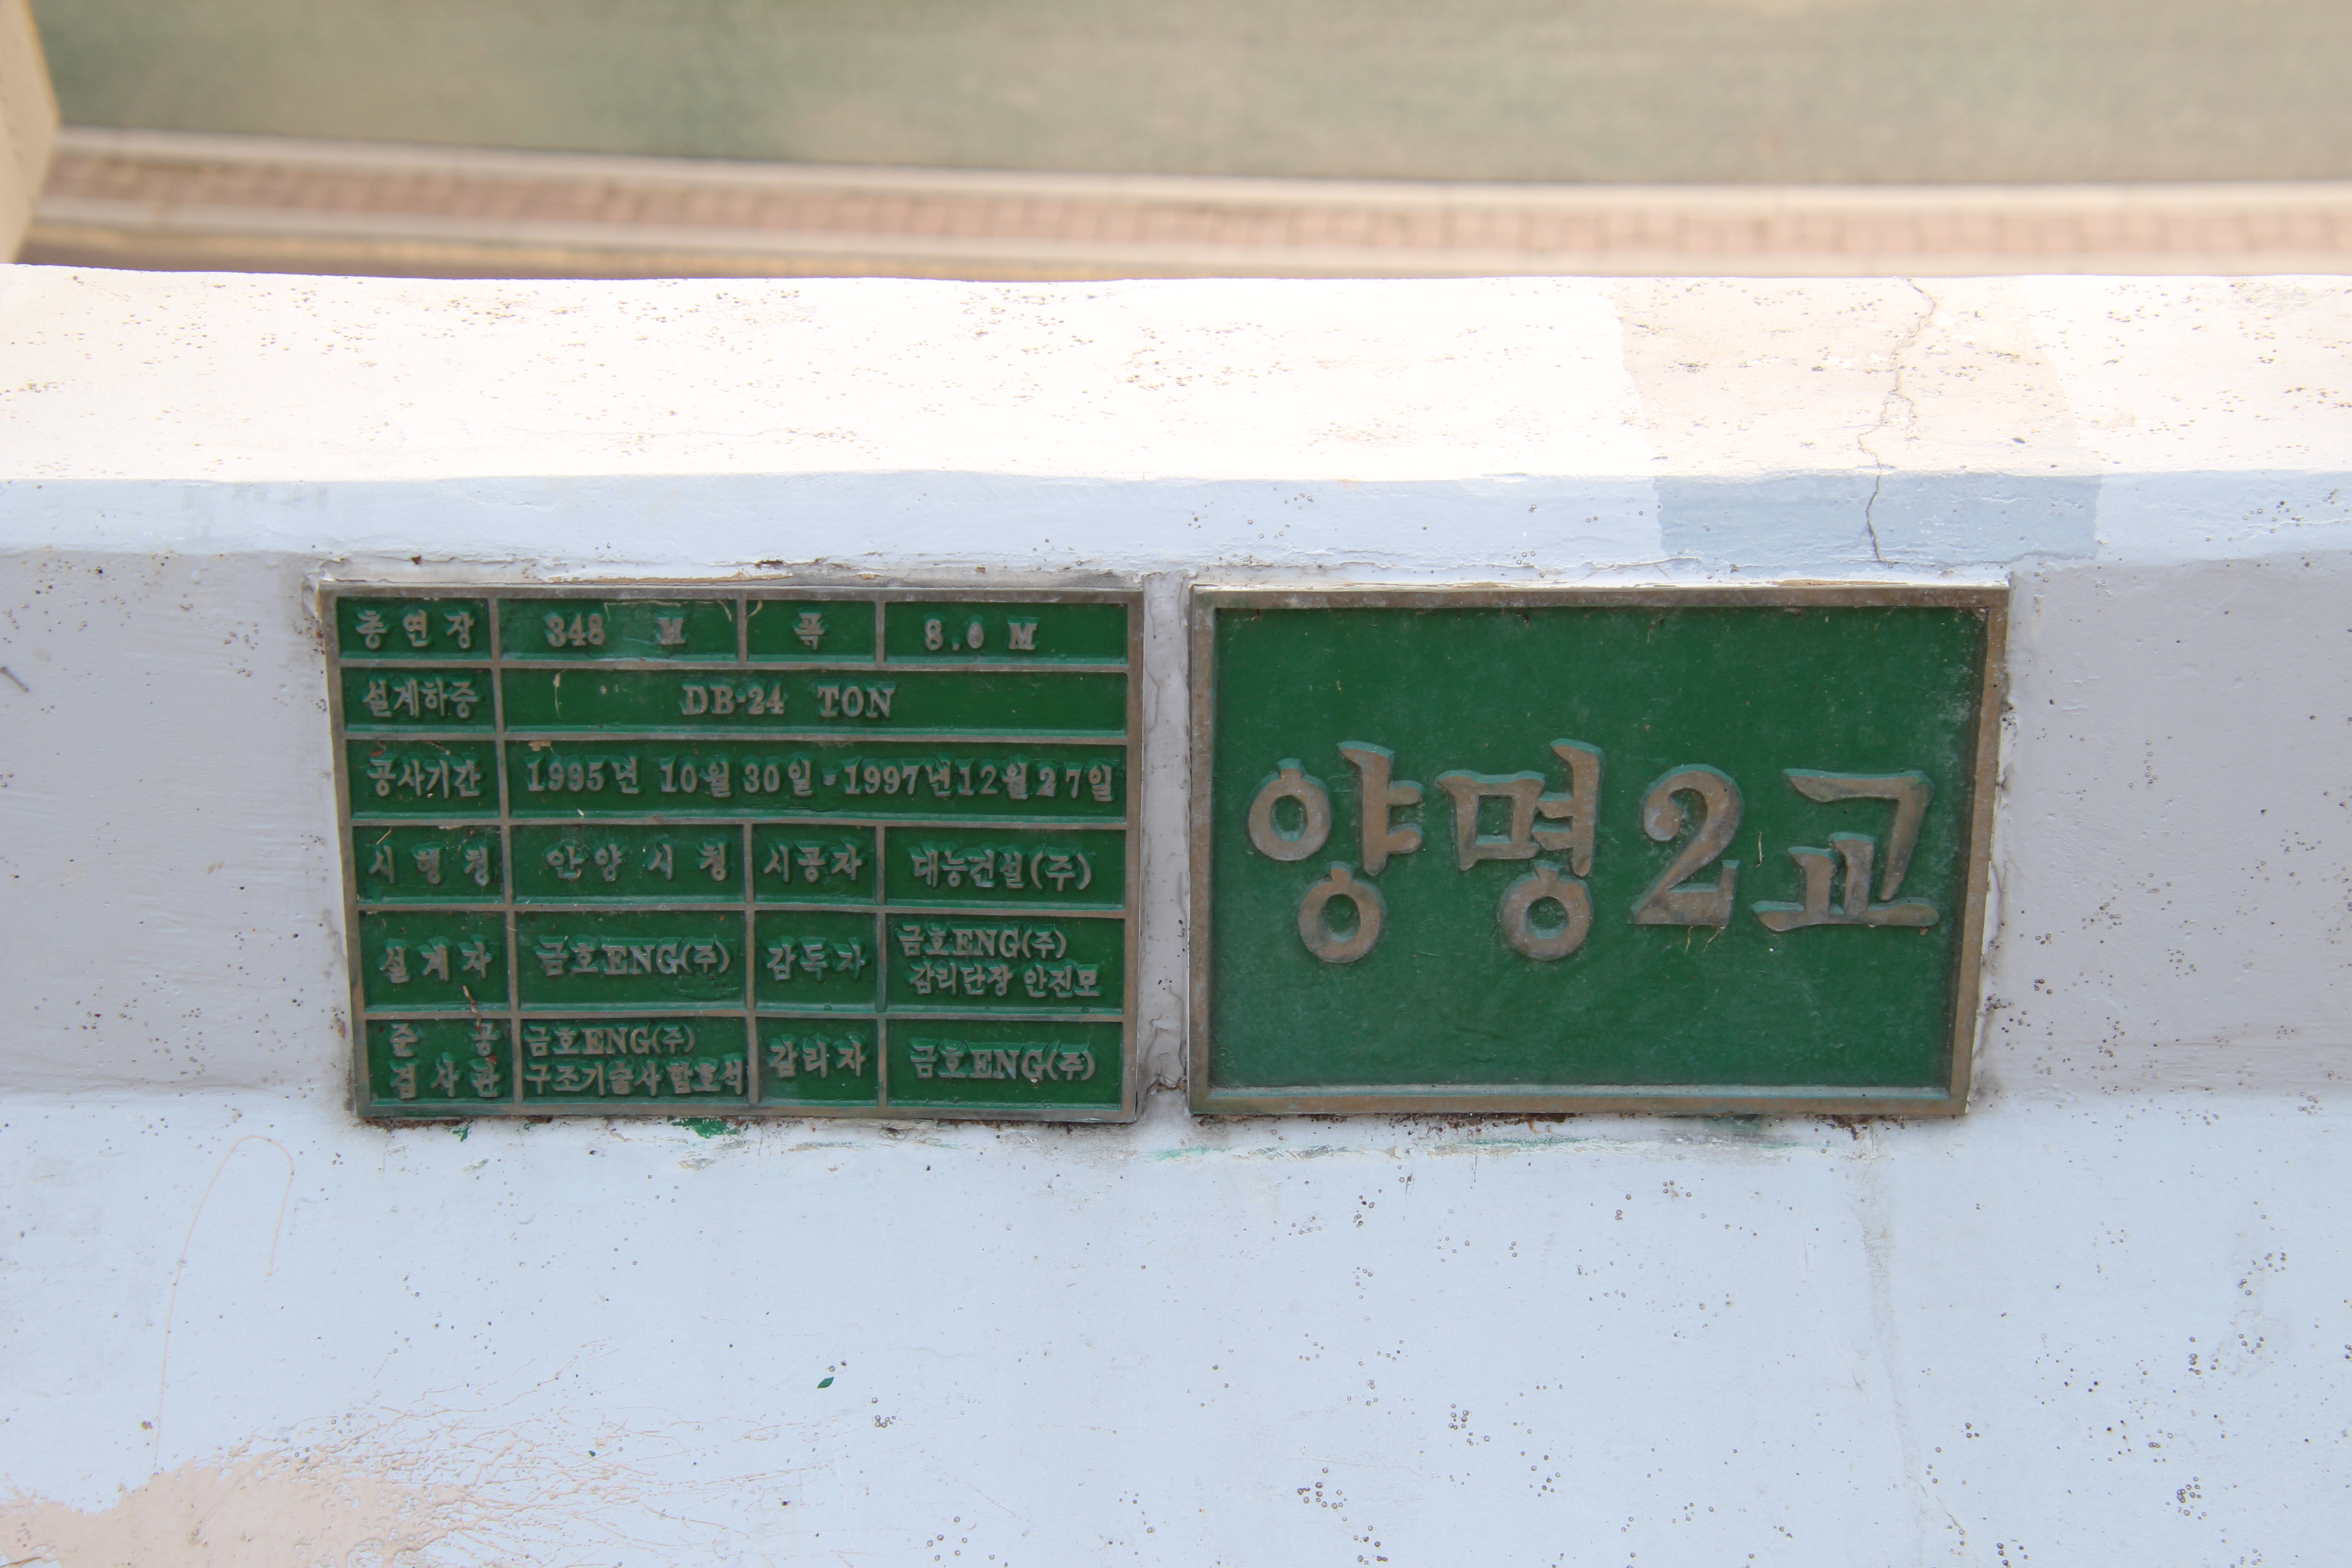 총연장 348 M 폭 8.0 M
설계하중 DB-24 TON
공사기간 1995년 10월 30일-1997년12월27일
시행청 안양시청 시공자 대능건설(주)
설계자 금호ENG(주) 감독자 금호ENG(주)
감리단장 안진모
준공 금호ENG(주)
검사관 구조기술사함호석 감리자 금호ENG(주)
양명2교